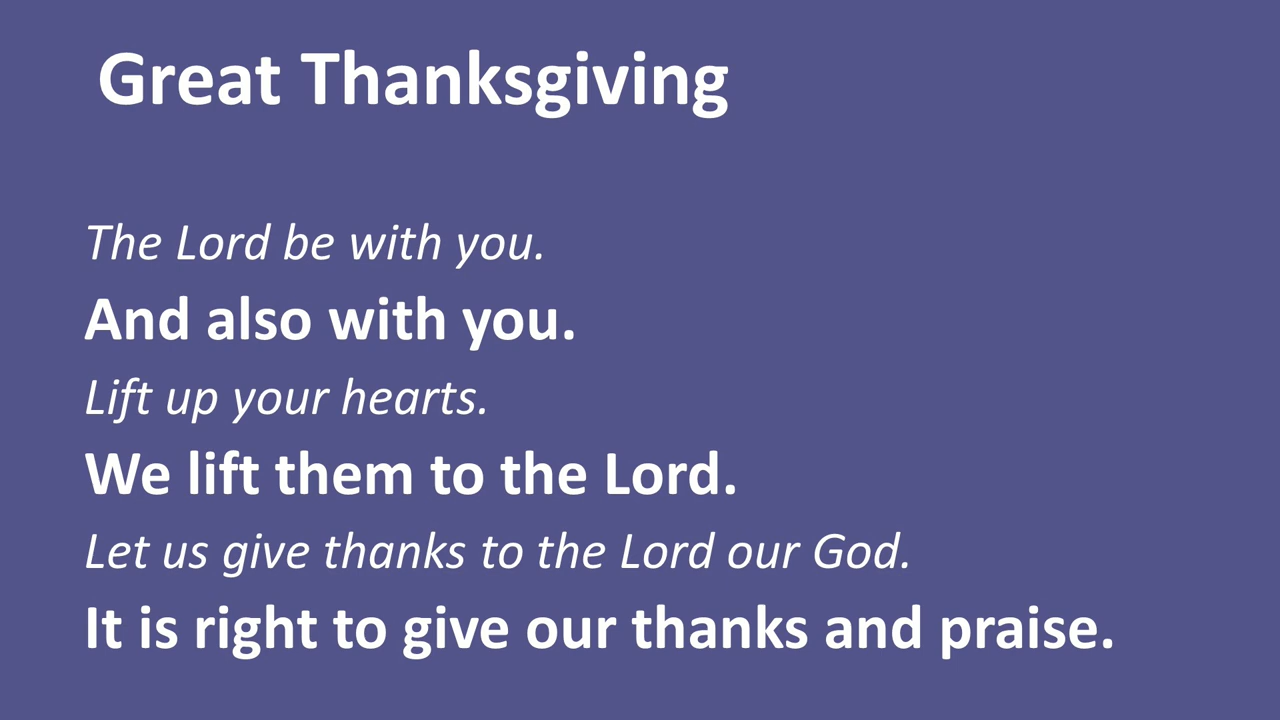 Great Thanksgiving
The Lord be with you.
And also with you.
Lift up your hearts.
We lift them to the Lord.
Let us give thanks to the Lord our God.
It is right to give our thanks and praise.